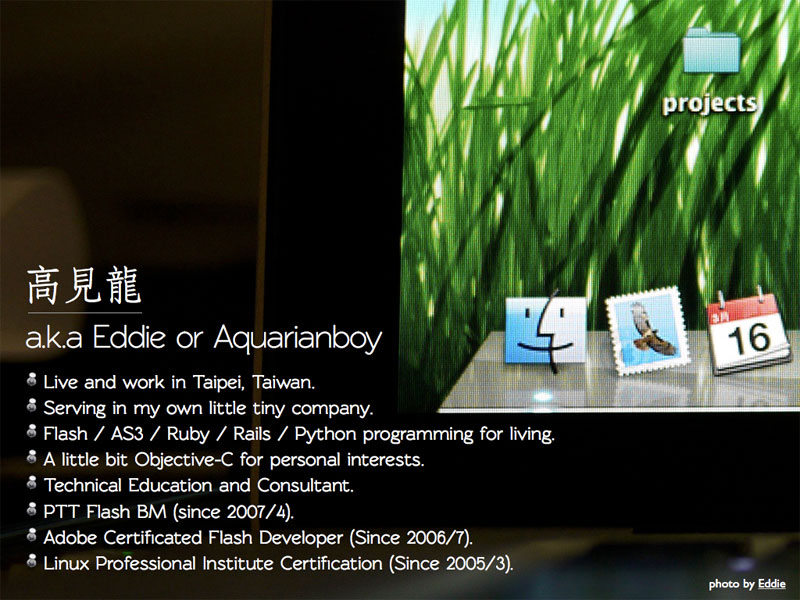 projects
3月
16
高見龍
a.k.a Eddie or Aquarianboy
Live and work in Taipei, Taiwan.
Serving in my own little tiny company.
Flash / AS3 / Ruby / Rails / Python programming for living.
A little bit Objective-C for personal interests.
Technical Education and Consultant.
PTT Flash BM (since 2007/4).
Adobe Certificated Flash Developer (Since 2006/7).
Linux Professional Institute Certification (Since 2005/3).
photo by Eddie